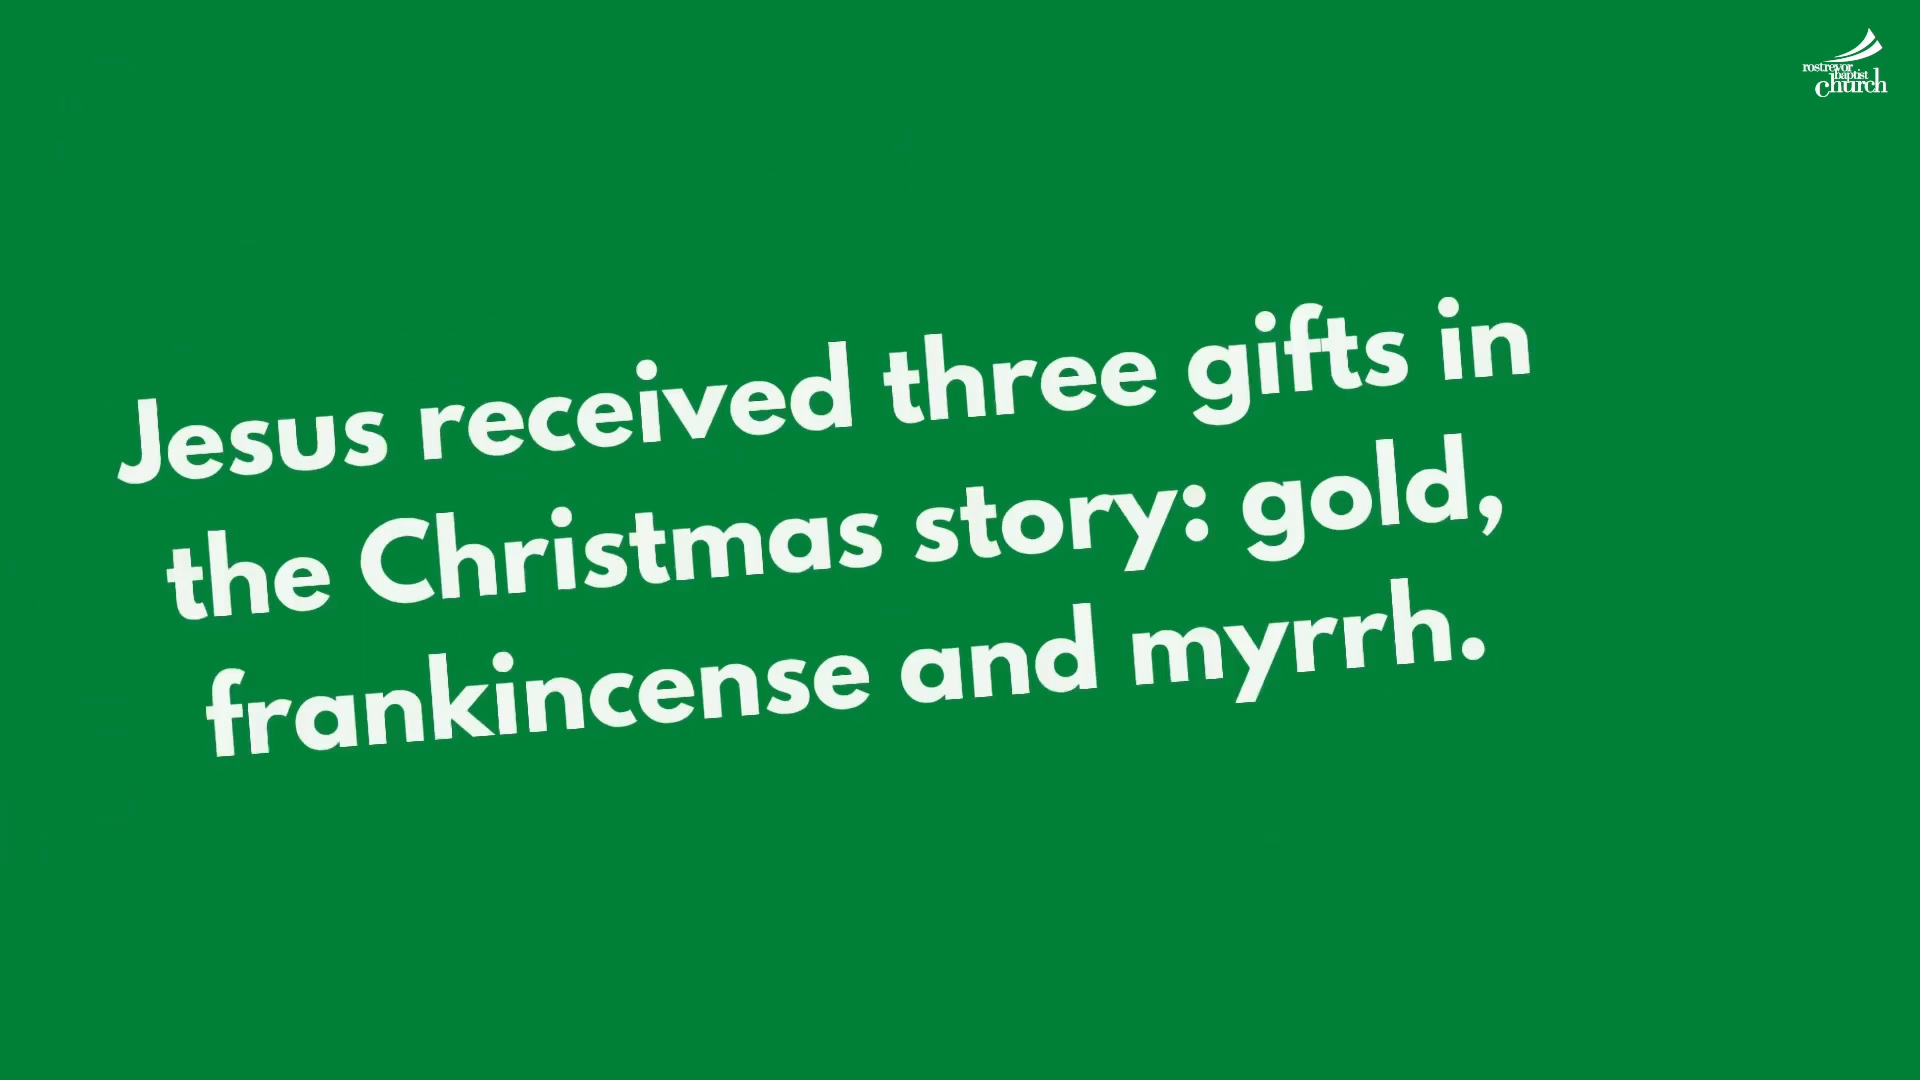 rostrevor
baptist
church
Jesus received three gifts in
the Christmas story: gold,
frankincense and myrrh.